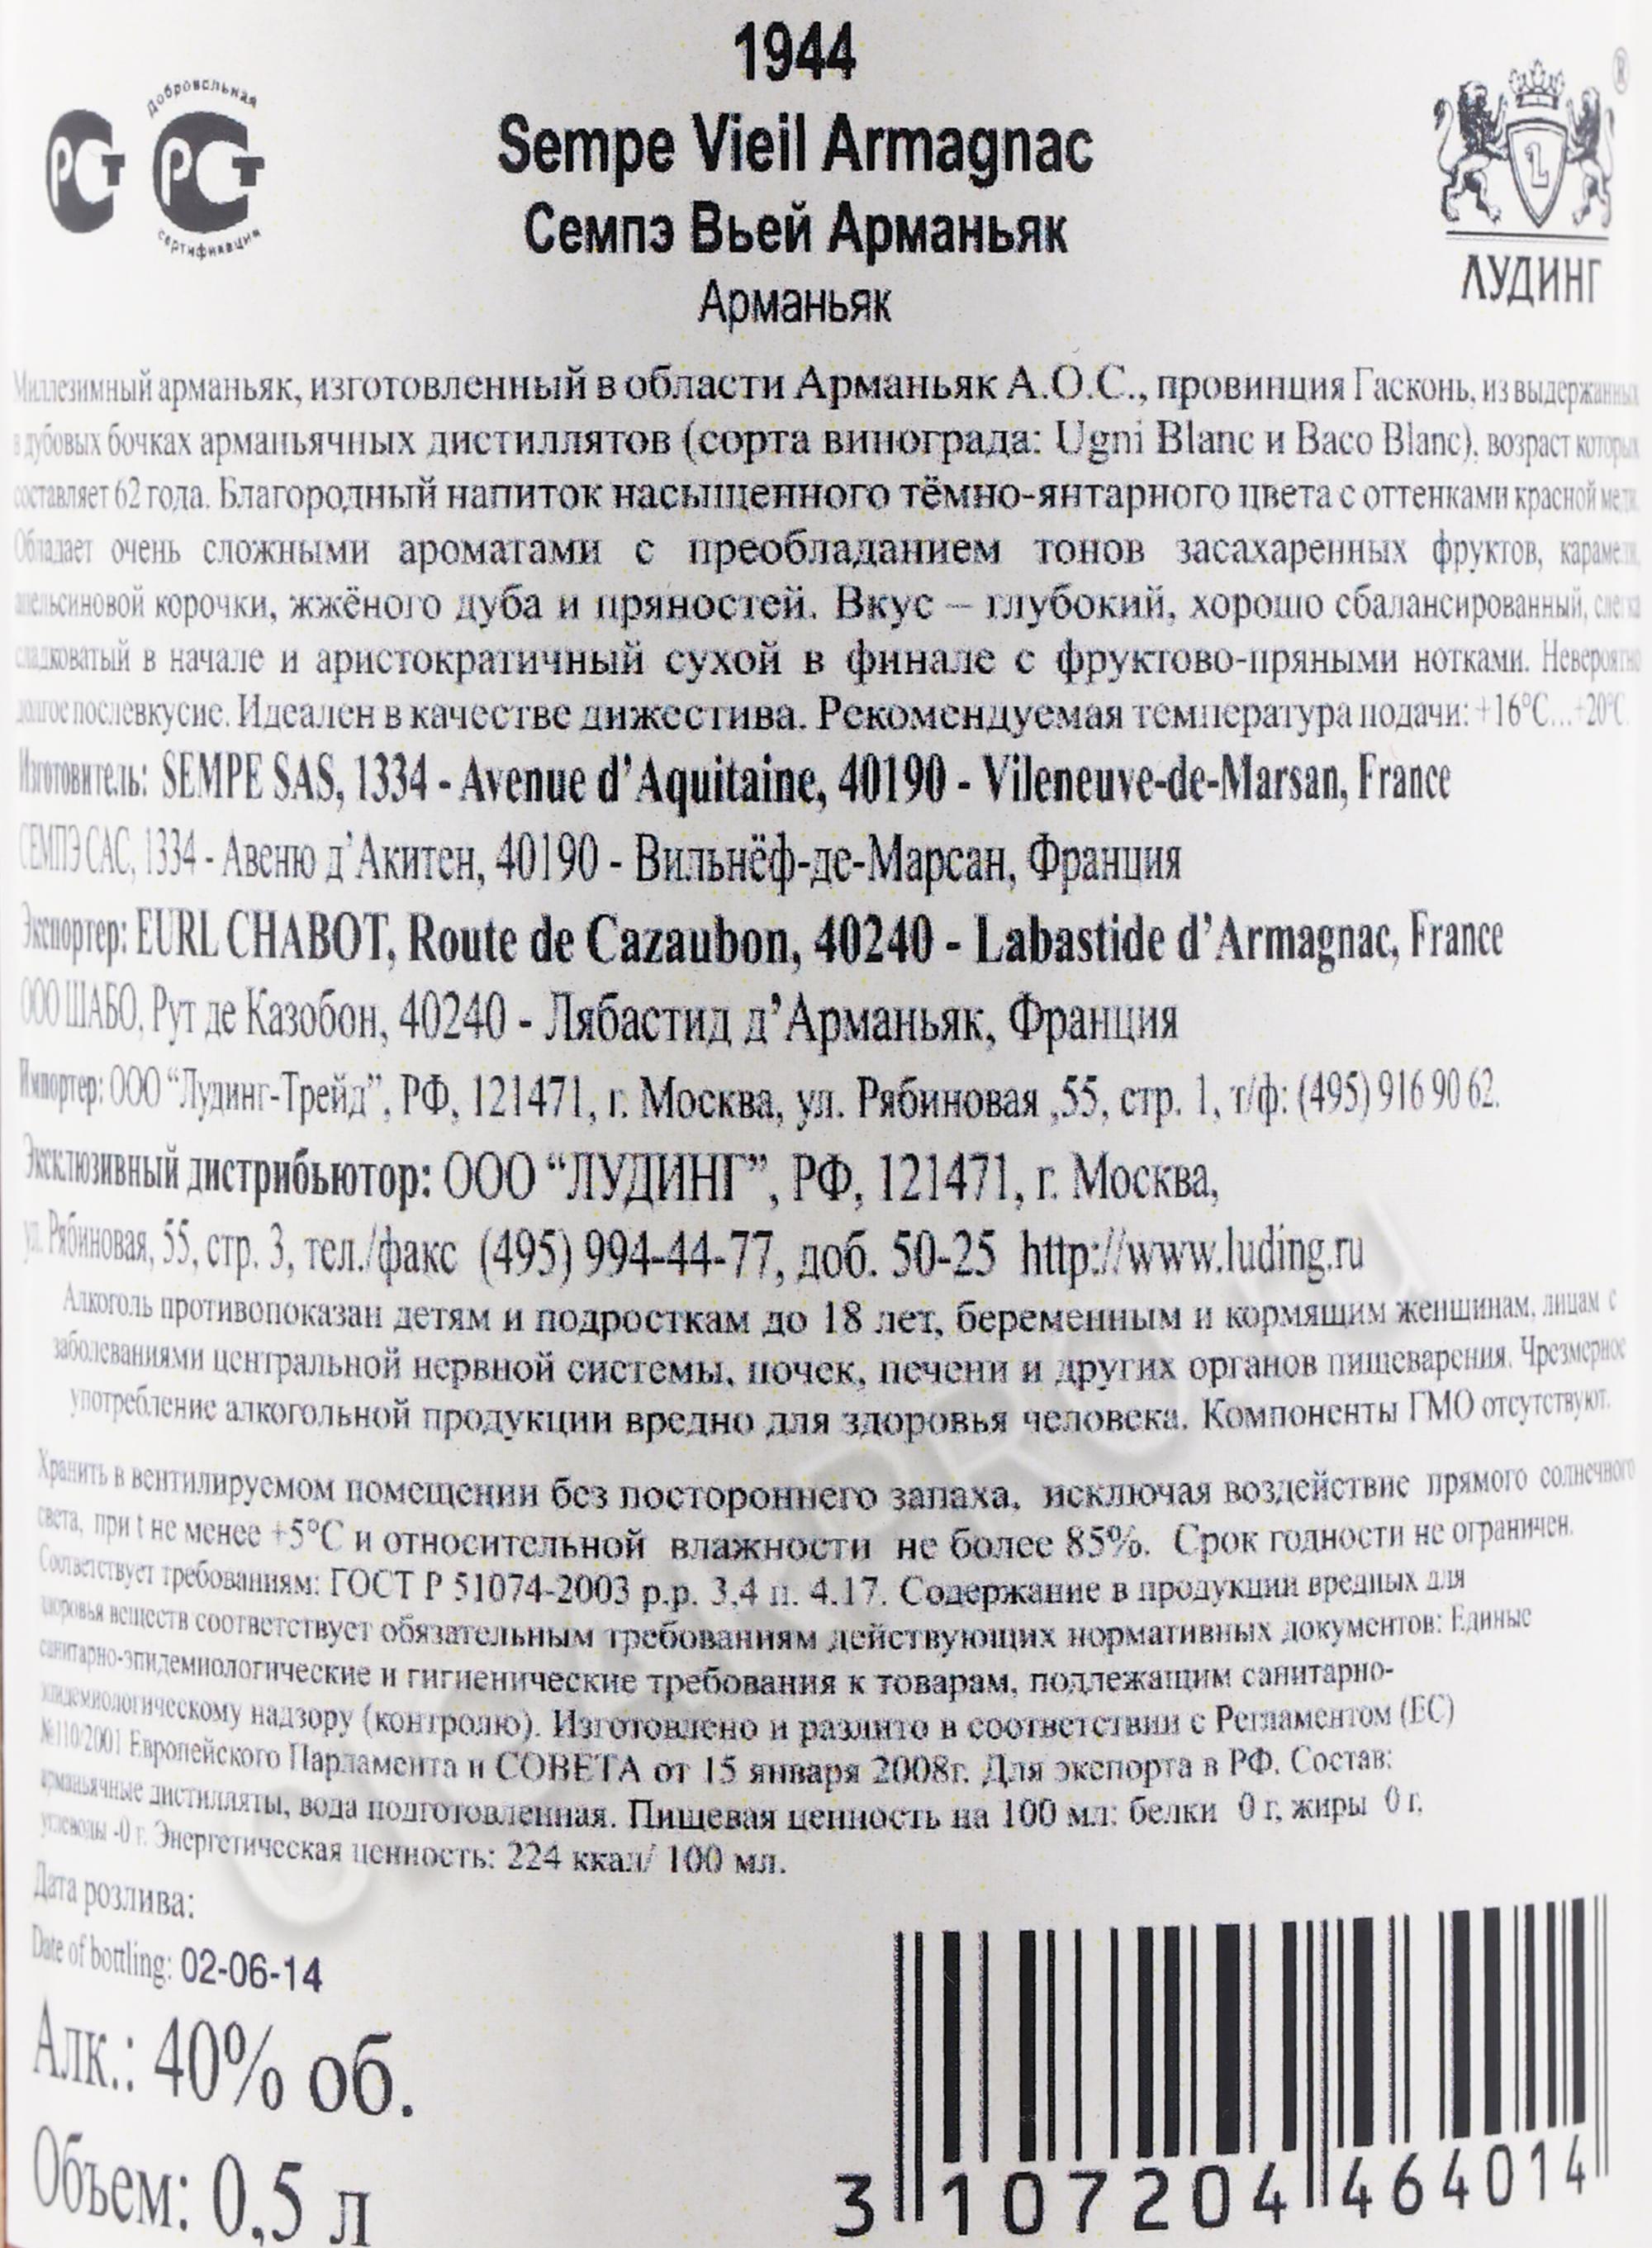 1944
Sempe Vieil Armagnac
Семпэ Вьей Арманьяк
Арманьяк
Добровольная
РСТ РСТ
сертификация
®
ЛУДИНГ
Миллезимный арманьяк, изготовленный в области Арманьяк А.О.С., провинция Гасконь, из выдержанных
в дубовых бочках арманьячных дистиллятов (сорта винограда: Ugni Blanc и Baco Blanc), возраст которых
составляет 62 года. Благородный напиток насыщенного тёмно-янтарного цвета с оттенками красной меди.
Обладает очень сложными ароматами с преобладанием тонов засахаренных фруктов, карамели,
апельсиновой корочки, жжёного дуба и пряностей. Вкус – глубокий, хорошо сбалансированный, слегка
сладковатый в начале и аристократичный сухой в финале с фруктово-пряными нотками. Невероятно
долгое послевкусие. Идеален в качестве дижестива. Рекомендуемая температура подачи: +16°С...+20°С.
Изготовитель: SEMPE SAS, 1334 - Avenue d'Aquitaine, 40190 - Vileneuve-de-Marsan, France
СЕМПЭ САС, 1334 - Авеню д'Акитен, 40190 - Вильнёф-де-Марсан, Франция
Экспортер: EURL CHABOT, Route de Cazaubon, 40240 - Labastide d'Armagnac, France
ООО ШАБО, Рут де Казобон, 40240 - Лябастид д'Арманьяк, Франция
Импортер: ООО "Лудинг-Трейд", РФ, 121471, г. Москва, ул. Рябиновая ,55, стр. 1, т/ф: (495) 916 90 62.
Эксклюзивный дистрибьютор: ООО "ЛУДИНГ", РФ, 121471, г. Москва,
ул. Рябиновая, 55, стр. 3, тел./факс (495) 994-44-77, доб. 50-25 http://www.luding.ru
Алкоголь противопоказан детям и подросткам до 18 лет, беременным и кормящим женщинам, лицам с
заболеваниями центральной нервной системы, почек, печени и других органов пищеварения. Чрезмерное
употребление алкогольной продукции вредно для здоровья человека. Компоненты ГМО отсутствуют.
Хранить в вентилируемом помещении без постороннего запаха, исключая воздействие прямого солнечного
света, при t не менее +5°С и относительной влажности не более 85%. Срок годности не ограничен.
Соответствует требованиям: ГОСТ Р 51074-2003 р.р. 3,4 п. 4.17. Содержание в продукции вредных для
здоровья веществ соответствует обязательным требованиям действующих нормативных документов: Единые
санитарно-эпидемиологические и гигиенические требования к товарам, подлежащим санитарно-
эпидемиологическому надзору (контролю). Изготовлено и разлито в соответствии с Регламентом (ЕС)
№110/2001 Европейского Парламента и СОВЕТА от 15 января 2008г. Для экспорта в РФ. Состав:
арманьячные дистилляты, вода подготовленная. Пищевая ценность на 100 мл: белки 0 г, жиры 0 г,
углеводы -0 г. Энергетическая ценность: 224 ккал/ 100 мл.
Дата розлива:
Date of bottling: 02-06-14
Алк.: 40% об.
Объем: 0,5 л
3 107204 464014